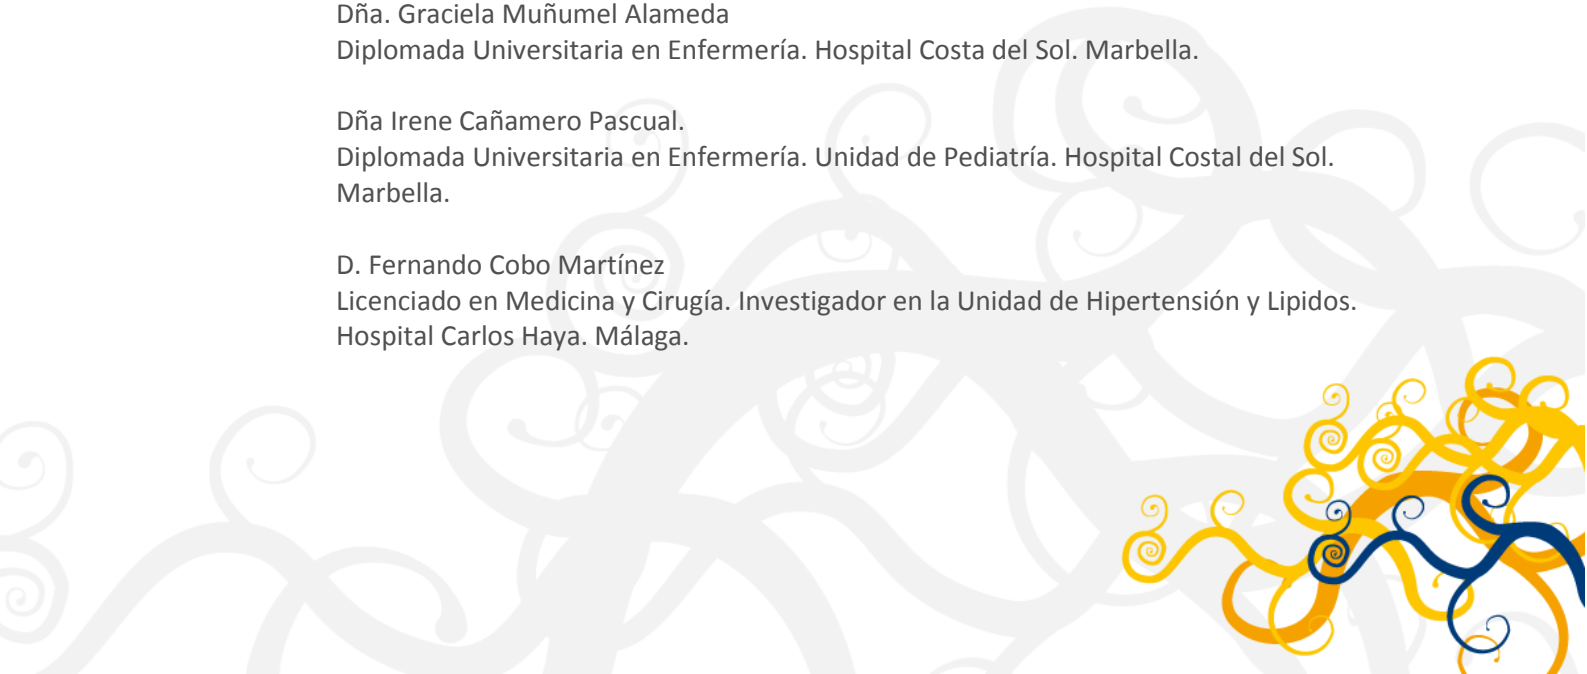 Dña. Graciela Muñumel Alameda
Diplomada Universitaria en Enfermería. Hospital Costa del Sol. Marbella.
Dña Irene Cañamero Pascual.
Diplomada Universitaria en Enfermería. Unidad de Pediatría. Hospital Costal del Sol.
Marbella.
D. Fernando Cobo Martínez
Licenciado en Medicina y Cirugía. Investigador en la Unidad de Hipertensión y Lipidos.
Hospital Carlos Haya. Málaga.